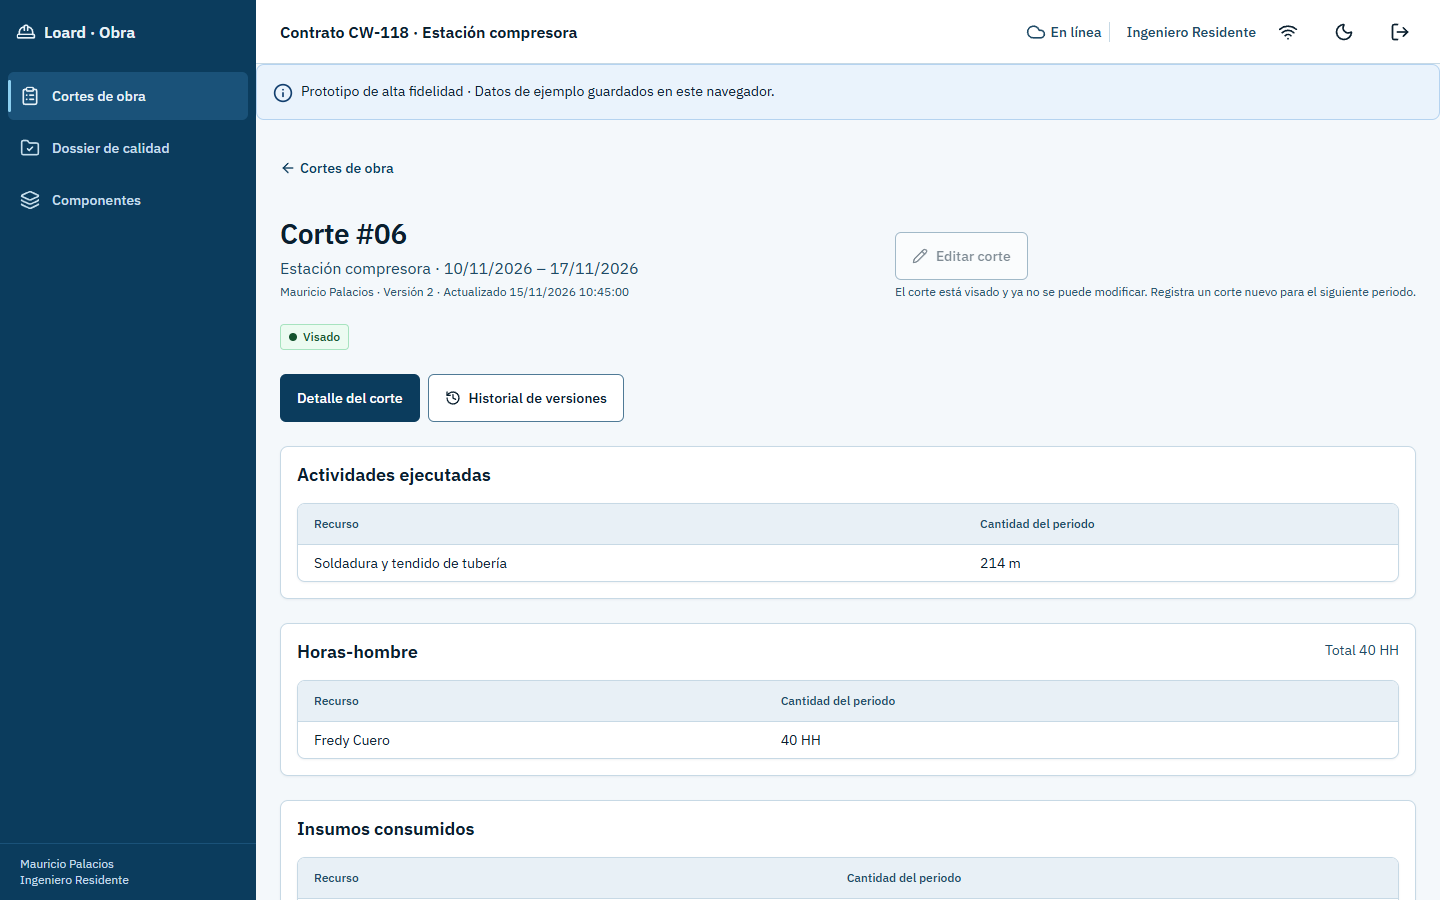 Loard · Obra
Contrato CW-118 · Estación compresora
En línea
Ingeniero Residente
Cortes de obra
Dossier de calidad
Componentes
Prototipo de alta fidelidad · Datos de ejemplo guardados en este navegador.
Cortes de obra
Corte #06
Estación compresora · 10/11/2026 – 17/11/2026
Mauricio Palacios · Versión 2 · Actualizado 15/11/2026 10:45:00
Editar corte
El corte está visado y ya no se puede modificar. Registra un corte nuevo para el siguiente periodo.
Visado
Detalle del corte
Historial de versiones
Actividades ejecutadas
Recurso Cantidad del periodo
Soldadura y tendido de tubería 214 m
Horas-hombre Total 40 HH
Recurso Cantidad del periodo
Fredy Cuero 40 HH
Insumos consumidos
Recurso Cantidad del periodo
Mauricio Palacios
Ingeniero Residente